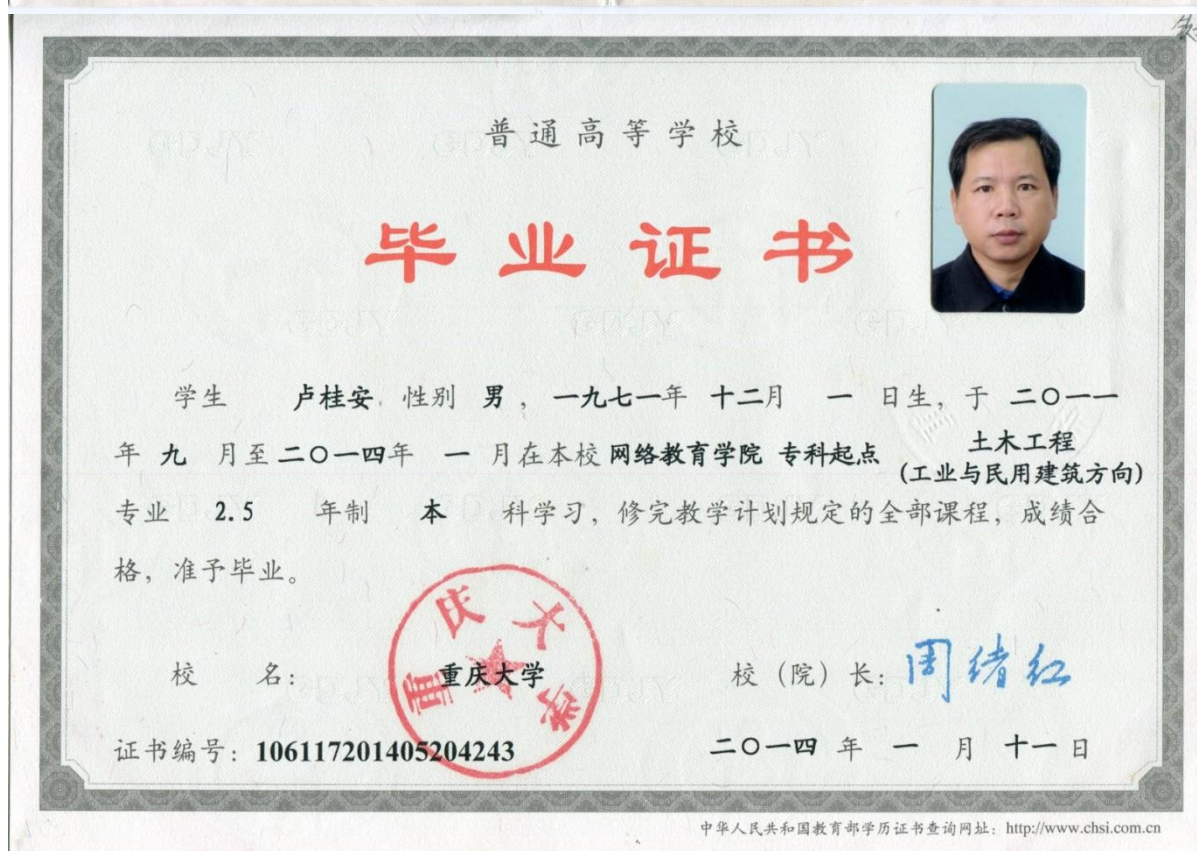 普通高等学校
毕业证书
学生 卢桂安 性别 男，一九七一年 十二月 一 日生，于 二〇一一
年 九 月至二〇一四年 一 月在本校 网络教育学院 专科起点 土木工程
(工业与民用建筑方向)
专业 2.5 年制 本 科学习，修完教学计划规定的全部课程，成绩合
格，准予毕业。
重庆大学
校 名：重庆大学 校（院）长：周绪红
证书编号：106117201405204243 二〇一四 年 一 月 十一 日
中华人民共和国教育部学历证书查询网址：http://www.chsi.com.cn